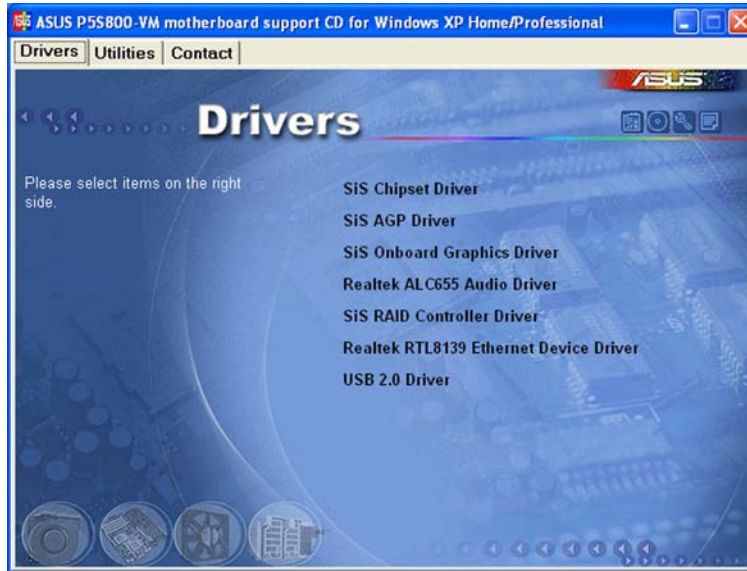 ASUS P5S800-VM motherboard support CD for Windows XP Home/Professional
Drivers Utilities Contact
ASUS
Drivers
Please select items on the right
side.
SiS Chipset Driver
SiS AGP Driver
SiS Onboard Graphics Driver
Realtek ALC655 Audio Driver
SiS RAID Controller Driver
Realtek RTL8139 Ethernet Device Driver
USB 2.0 Driver